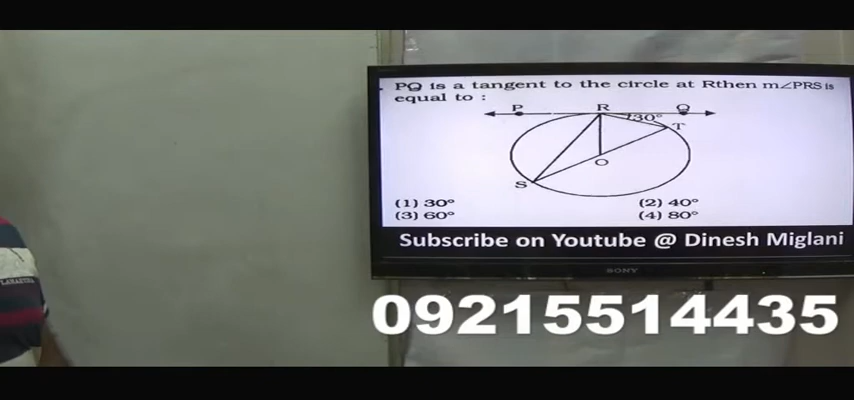 PQ is a tangent to the circle at Rthen m∠PRS is
equal to :
P R Q
30°
T
O
S
(1) 30° (2) 40°
(3) 60° (4) 80°
Subscribe on Youtube @ Dinesh Miglani
SONY
09215514435